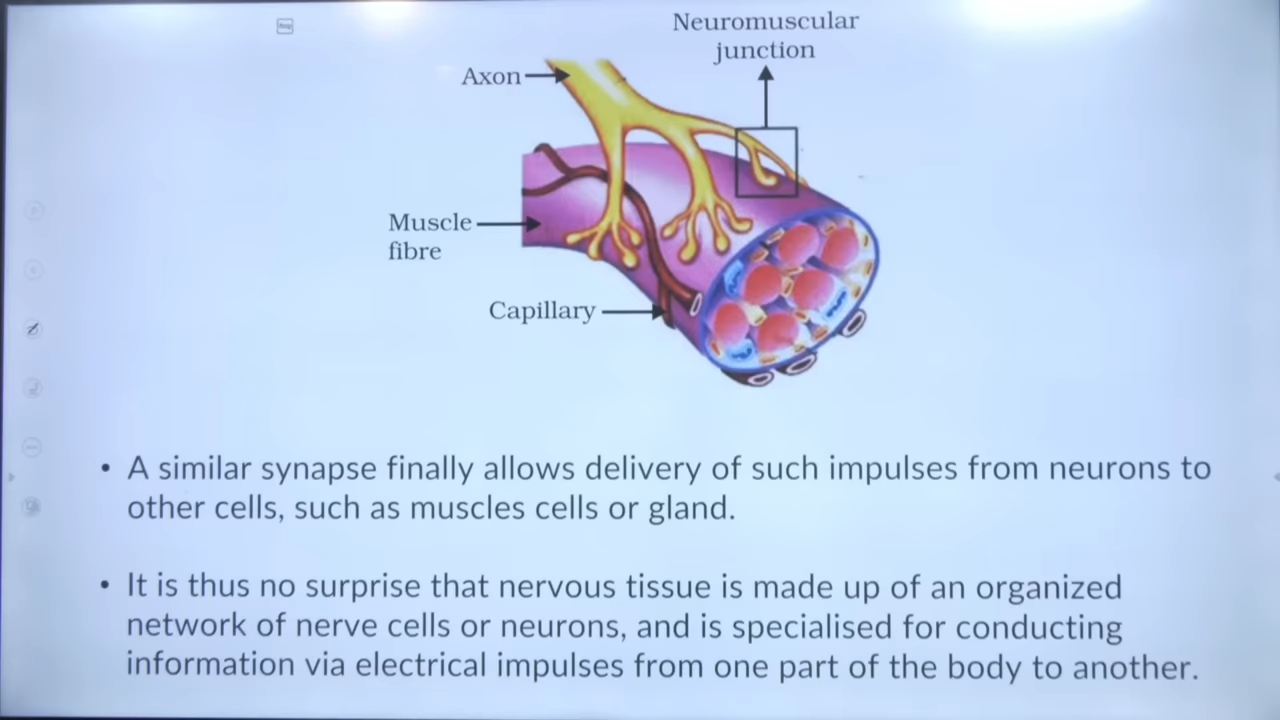 Neuromuscular
junction
Axon
Muscle
fibre
Capillary
• A similar synapse finally allows delivery of such impulses from neurons to
other cells, such as muscles cells or gland.
• It is thus no surprise that nervous tissue is made up of an organized
network of nerve cells or neurons, and is specialised for conducting
information via electrical impulses from one part of the body to another.